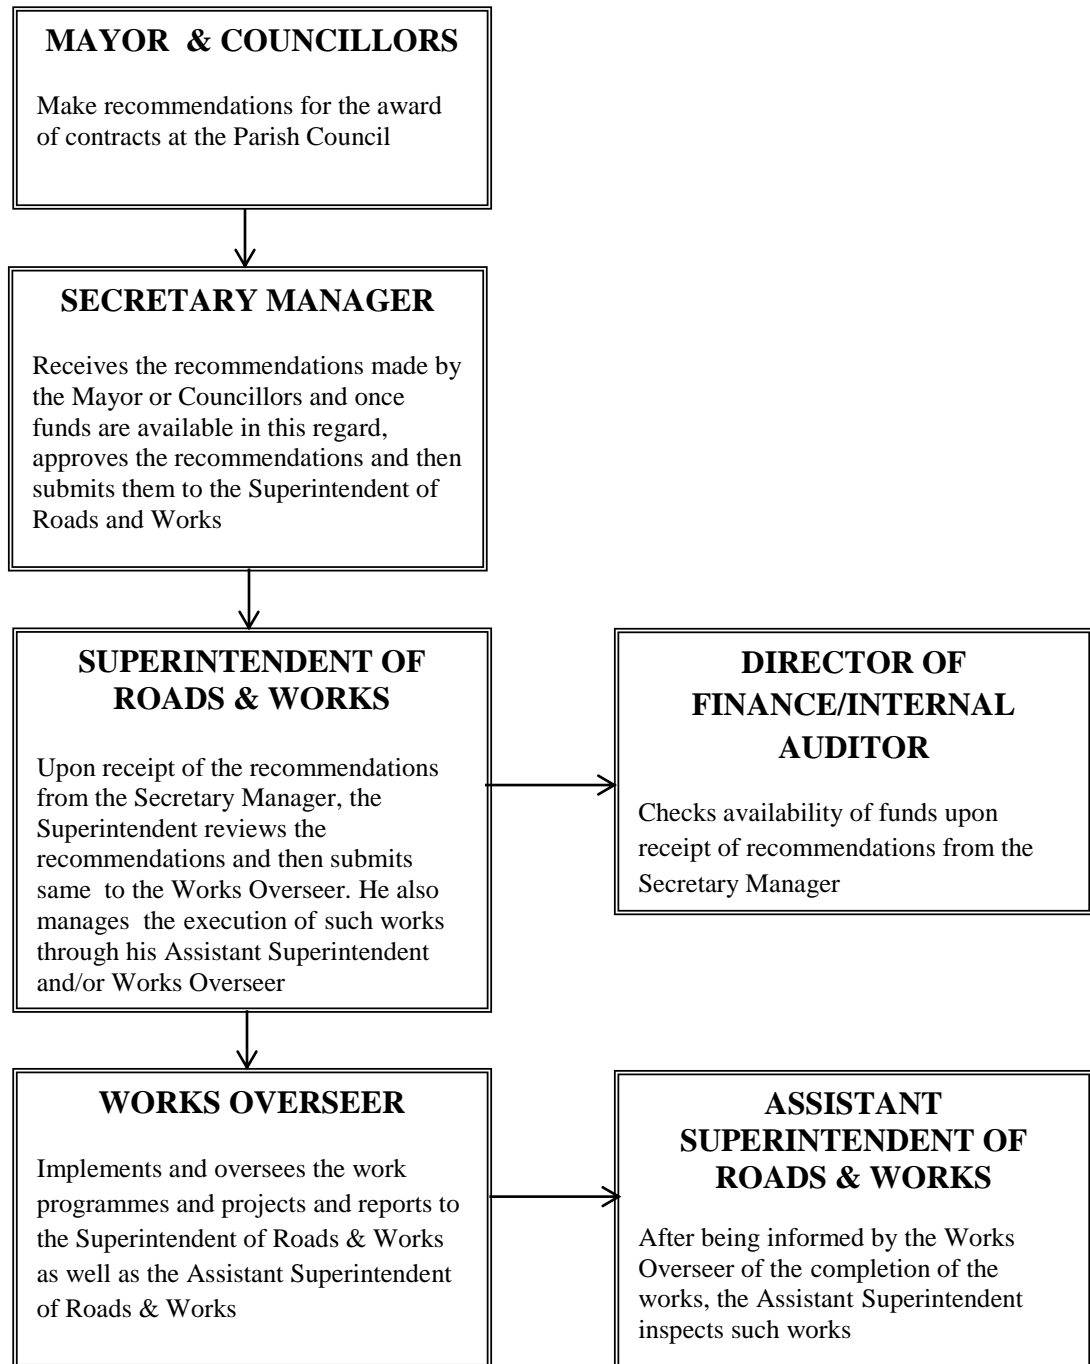 MAYOR & COUNCILLORS
Make recommendations for the award
of contracts at the Parish Council
SECRETARY MANAGER
Receives the recommendations made by
the Mayor or Councillors and once
funds are available in this regard,
approves the recommendations and then
submits them to the Superintendent of
Roads and Works
SUPERINTENDENT OF
ROADS & WORKS
Upon receipt of the recommendations
from the Secretary Manager, the
Superintendent reviews the
recommendations and then submits
same to the Works Overseer. He also
manages the execution of such works
through his Assistant Superintendent
and/or Works Overseer
DIRECTOR OF
FINANCE/INTERNAL
AUDITOR
Checks availability of funds upon
receipt of recommendations from the
Secretary Manager
WORKS OVERSEER
Implements and oversees the work
programmes and projects and reports to
the Superintendent of Roads & Works
as well as the Assistant Superintendent
of Roads & Works
ASSISTANT
SUPERINTENDENT OF
ROADS & WORKS
After being informed by the Works
Overseer of the completion of the
works, the Assistant Superintendent
inspects such works